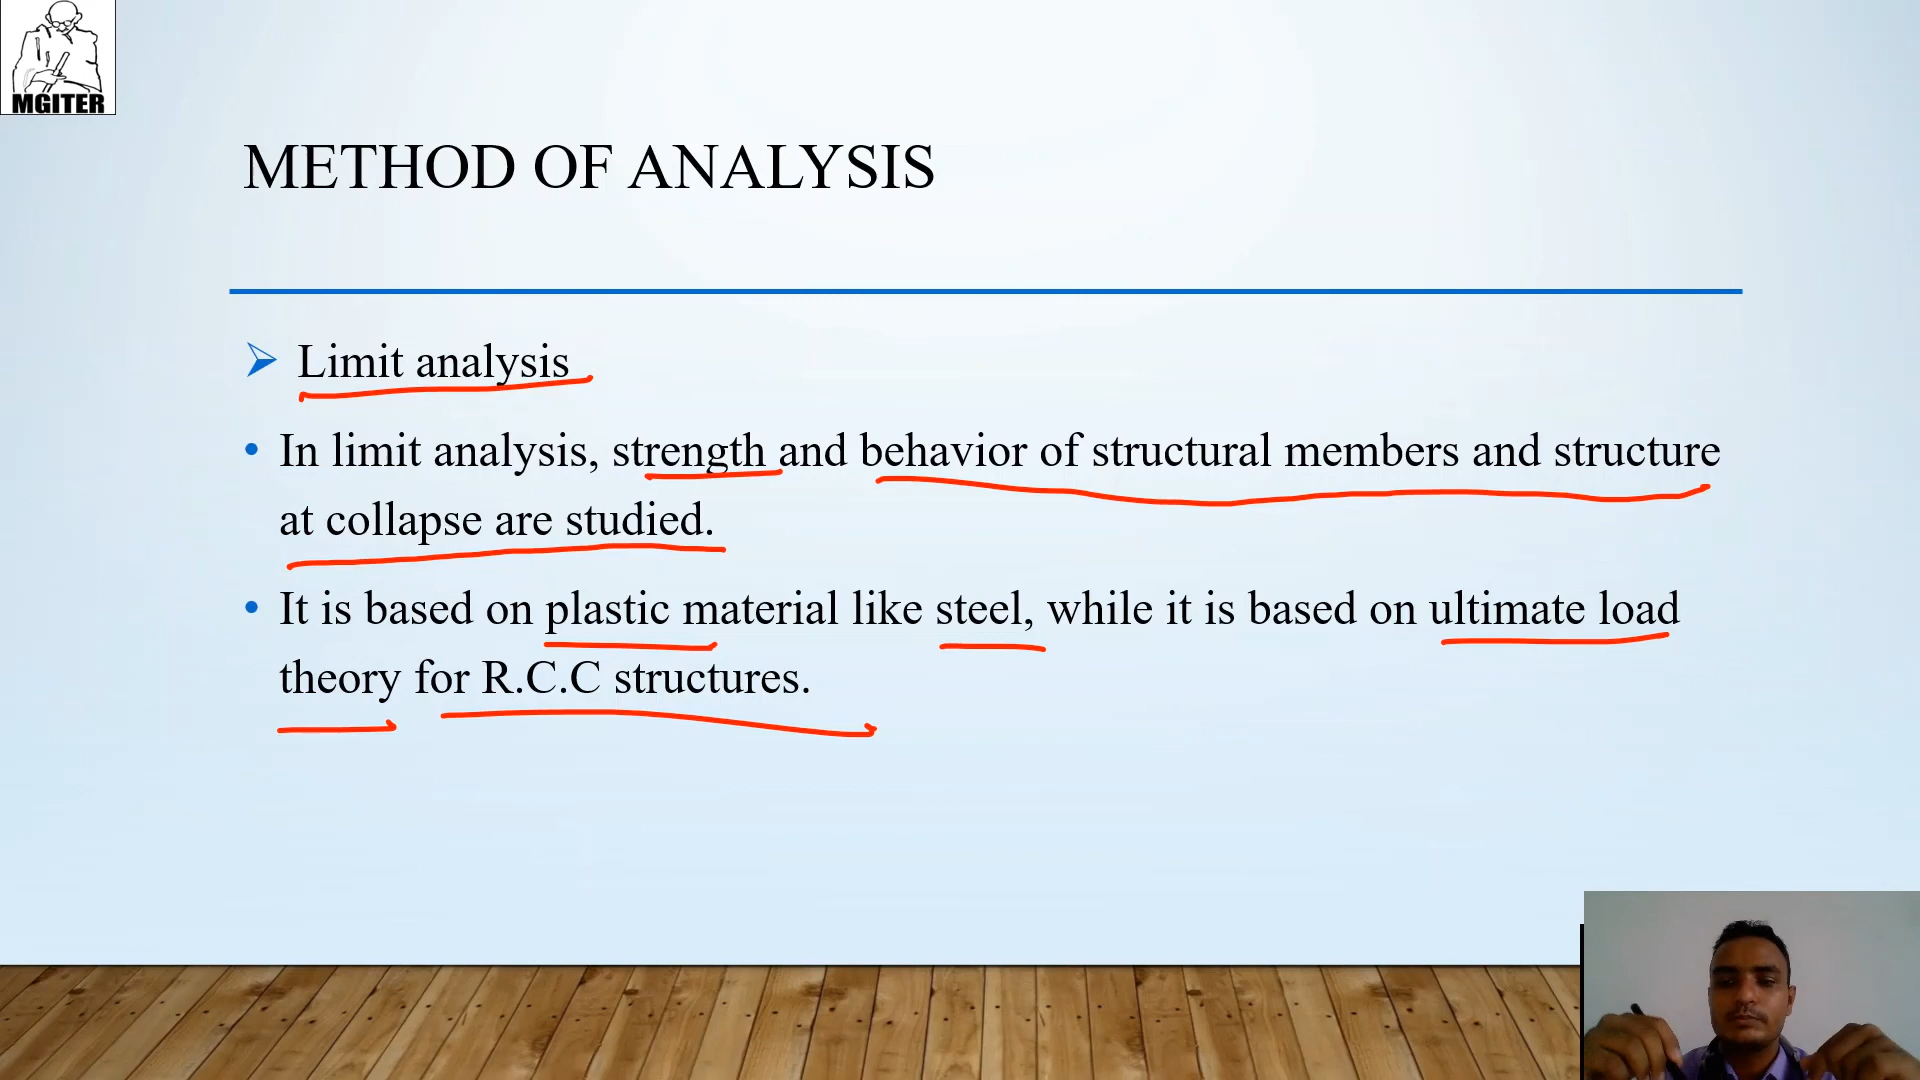 MGITER
METHOD OF ANALYSIS
Limit analysis
In limit analysis, strength and behavior of structural members and structure
at collapse are studied.
It is based on plastic material like steel, while it is based on ultimate load
theory for R.C.C structures.